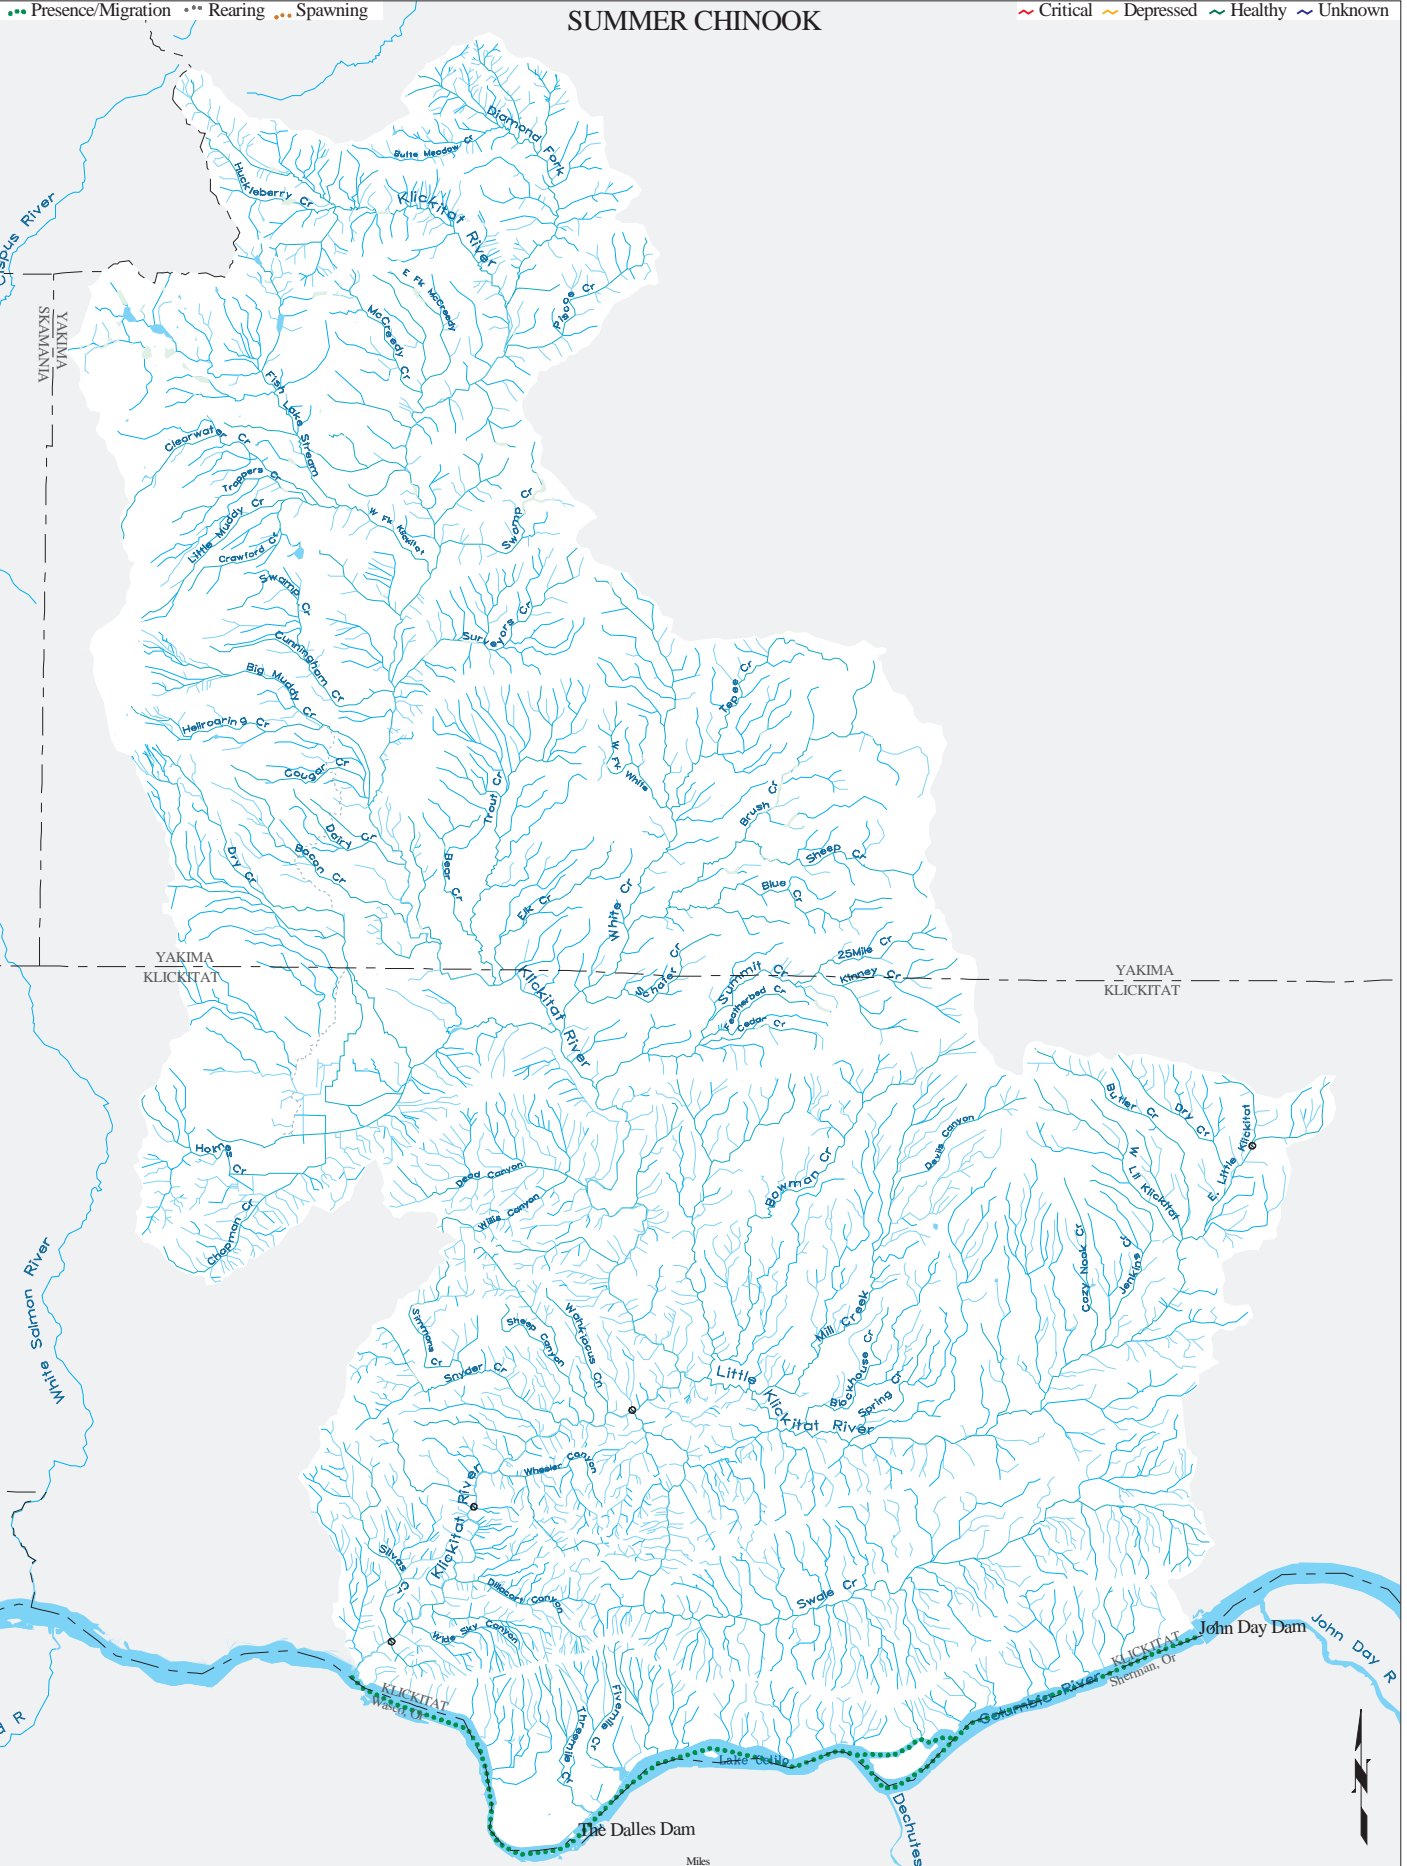 Presence/Migration Rearing Spawning
SUMMER CHINOOK
Critical Depressed Healthy Unknown
Diamond Fork
Butte Meadow Cr
Huckleberry Cr
Klickitat River
spus River
E Fk McCreedy
Piscoe Cr
McCreedy Cr
YAKIMA
SKAMANIA
Fish Lake Stream
Clearwater Cr
Trappers Cr
Little Muddy Cr
Crawford Cr
W Fk Klickitat
Swamp Cr
Swamp Cr
Surveyors Cr
Cunningham Cr
Big Muddy Cr
Tepee Cr
Hellroaring Cr
W Fk White
Cougar Cr
Trout Cr
Brush Cr
Dairy Cr
Bacon Cr
Dry Cr
Bear Cr
Sheep Cr
Blue Cr
Elk Cr
White Cr
25Mile Cr
YAKIMA
KLICKITAT
Klickitat River
Schafer Cr
Summit Cr
Kinney Cr
YAKIMA
KLICKITAT
Featherbed Cr
Cedar Cr
Butler Cr
Dry Cr
E. Little Klickitat
Devils Canyon
Holmes Cr
Dead Canyon
Bowman Cr
W Lil Klickitat
Willis Canyon
Chapman Cr
Cozy Nook Cr
Jenkins Cr
White Salmon River
Simmons Cr
Sheep Canyon
Wahkiacus Cn
Mill Creek
Snyder Cr
Blockhouse Cr
Spring Cr
Little Klickitat River
Wheeler Canyon
Klickitat River
Silvas Cr
Dillacort Canyon
Swale Cr
Wide Sky Canyon
John Day Dam
John Day R
KLICKITAT
Sherman, Or
KLICKITAT
Wasco, Or
Columbia River
Threemile Cr
Fivemile Cr
Lake Celilo
R
N
Dechutes
The Dalles Dam
Miles